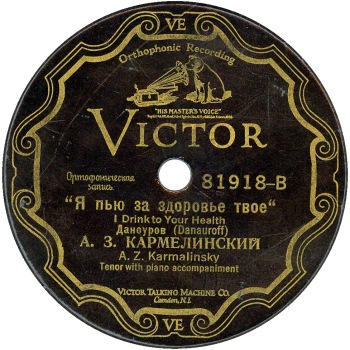 VE
Orthophonic Recording
"HIS MASTER'S VOICE"
VICTOR
Ортофоническая
запись.
81918-B
"Я пью за здоровье твое"
I Drink to Your Health
Данеуров (Danauroff)
А. З. КАРМЕЛИНСКИЙ
A. Z. Karmalinsky
Tenor with piano accompaniment
VICTOR TALKING MACHINE CO.
Camden, N.J.
VE